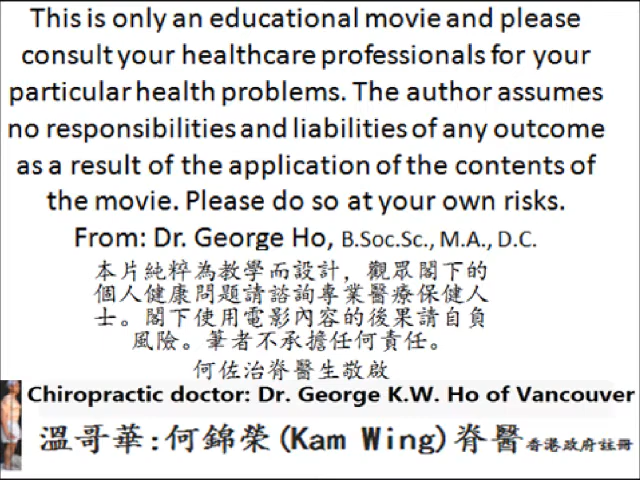 This is only an educational movie and please
consult your healthcare professionals for your
particular health problems. The author assumes
no responsibilities and liabilities of any outcome
as a result of the application of the contents of
the movie. Please do so at your own risks.
From: Dr. George Ho, B.Soc.Sc., M.A., D.C.
本片純粹為教學而設計，觀眾閣下的
個人健康問題請諮詢專業醫療保健人
士。閣下使用電影內容的後果請自負
風險。筆者不承擔任何責任。
何佐治脊醫生敬啟
Chiropractic doctor: Dr. George K.W. Ho of Vancouver
溫哥華:何錦榮(Kam Wing)脊醫香港政府註冊